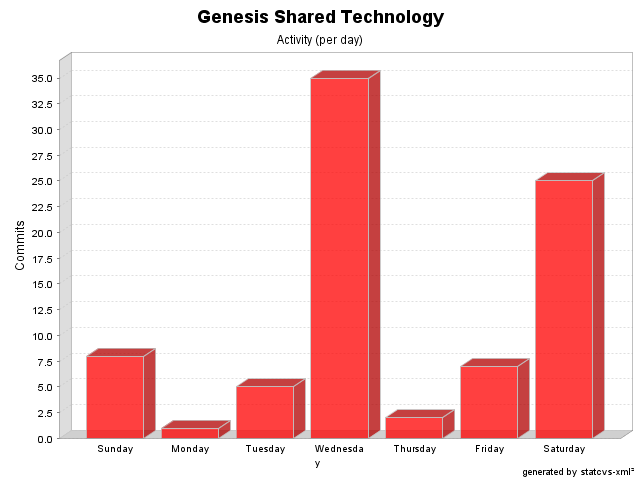 Genesis Shared Technology
Activity (per day)
Commits
35.0
32.5
30.0
27.5
25.0
22.5
20.0
17.5
15.0
12.5
10.0
7.5
5.0
2.5
0.0
Sunday Monday Tuesday Wednesda Thursday Friday Saturday
y
generated by statcvs-xml²